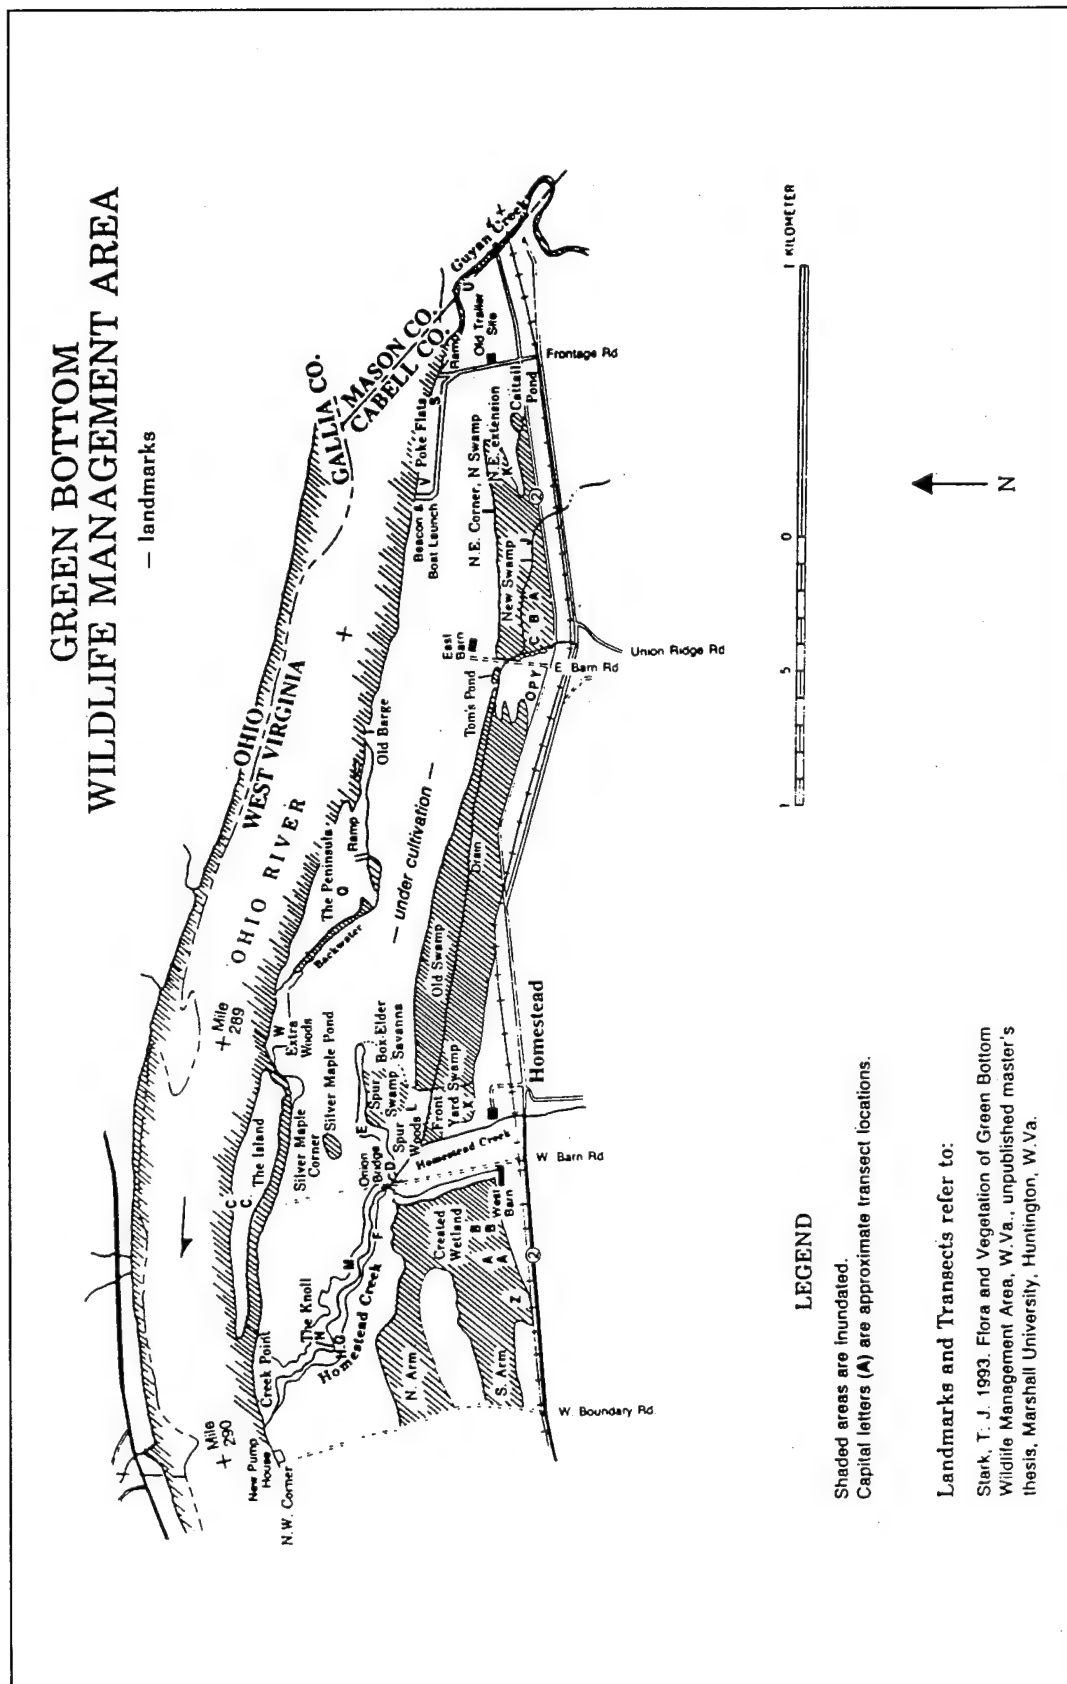 GREEN BOTTOM
WILDLIFE MANAGEMENT AREA
– landmarks
GALLIA CO.
MASON CO.
CABELL CO.
OHIO
WEST VIRGINIA
OHIO RIVER
Guyan Creek
U
Ramp
Old Trailer
Site
Frontage Rd
S
Poke Flats
V
Beacon &
Boat Launch
N.E. Corner, N Swamp
N.E. extension
K
Cattail
Pond
2
New Swamp
J
C B A
East
Barn
Tom's Pond
OPY
E Barn Rd
Union Ridge Rd
Old Barge
Ramp
The Peninsula
Q
Backwater
– under cultivation –
Drain
Old Swamp
+ Mile
289
W
Extra
Woods
Silver Maple Pond
Silver Maple
Corner
The Island
C
C
Box-Elder
Savanna
Spur
Swamp
Spur
Woods
L
E
Onion
Bridge
D
Front
Yard Swamp
X
Homestead
Homestead Creek
W. Barn Rd
West
Barn
Created
Wetland
A B
A B
Z
2
F
M
The Knoll
N
H G
Homestead Creek
Creek Point
N. Arm
S. Arm
W. Boundary Rd.
+ Mile
290
New Pump
House
N.W. Corner
1 .5 0 1 KILOMETER
N
LEGEND
Shaded areas are inundated.
Capital letters (A) are approximate transect locations.
Landmarks and Transects refer to:
Stark, T. J. 1993. Flora and Vegetation of Green Bottom
Wildlife Management Area, W.Va., unpublished master's
thesis, Marshall University, Huntington, W.Va.